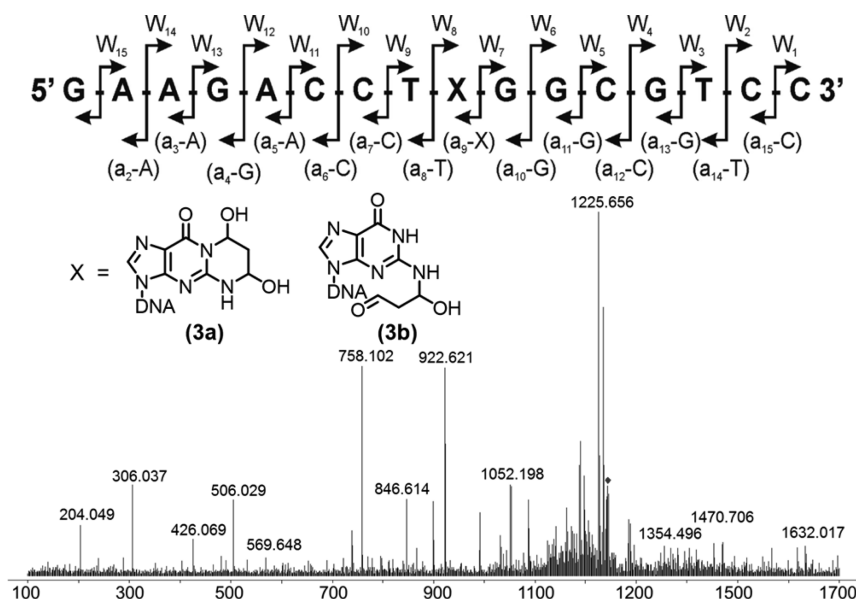 W15 W14 W13 W12 W11 W10 W9 W8 W7 W6 W5 W4 W3 W2 W1
5' G A A G A C C T X G G C G T C C 3'
(a2-A) (a3-A) (a4-G) (a5-A) (a6-C) (a7-C) (a8-T) (a9-X) (a10-G) (a11-G) (a12-C) (a13-G) (a14-T) (a15-C)
X =
O OH N N N N N H OH DNA
(3a)
O N NH N N NH DNA O OH
(3b)
1225.656
758.102 922.621
306.037
204.049
426.069
506.029
569.648
846.614
1052.198
1354.496
1470.706
1632.017
100 300 500 700 900 1100 1200 1300 1500 1700